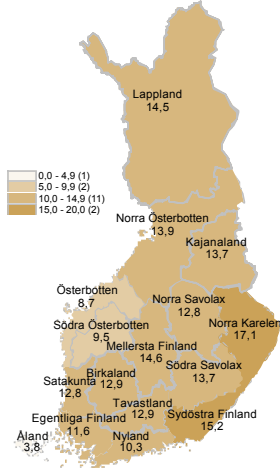 Lappland
14,5
0,0 - 4,9 (1)
5,0 - 9,9 (2)
10,0 - 14,9 (11)
15,0 - 20,0 (2)
Norra Österbotten
13,9
Kajanaland
13,7
Österbotten
8,7
Norra Savolax
12,8
Södra Österbotten
9,5
Norra Karelen
17,1
Mellersta Finland
14,6
Södra Savolax
13,7
Birkaland
12,9
Satakunta
12,8
Tavastland
12,9
Egentliga Finland
11,6
Sydöstra Finland
15,2
Åland
3,8
Nyland
10,3